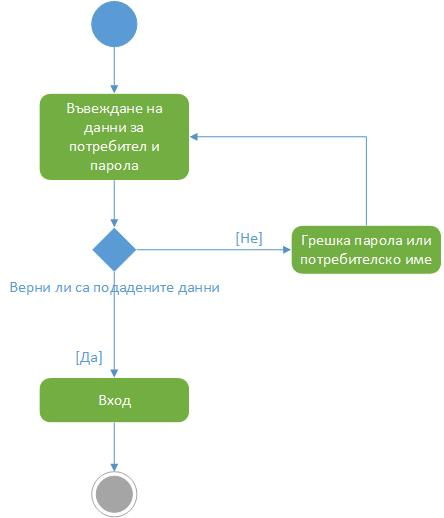 Въвеждане на
данни за
потребител и
парола
[Не]
Грешка парола или
потребителско име
Верни ли са подадените данни
[Да]
Вход